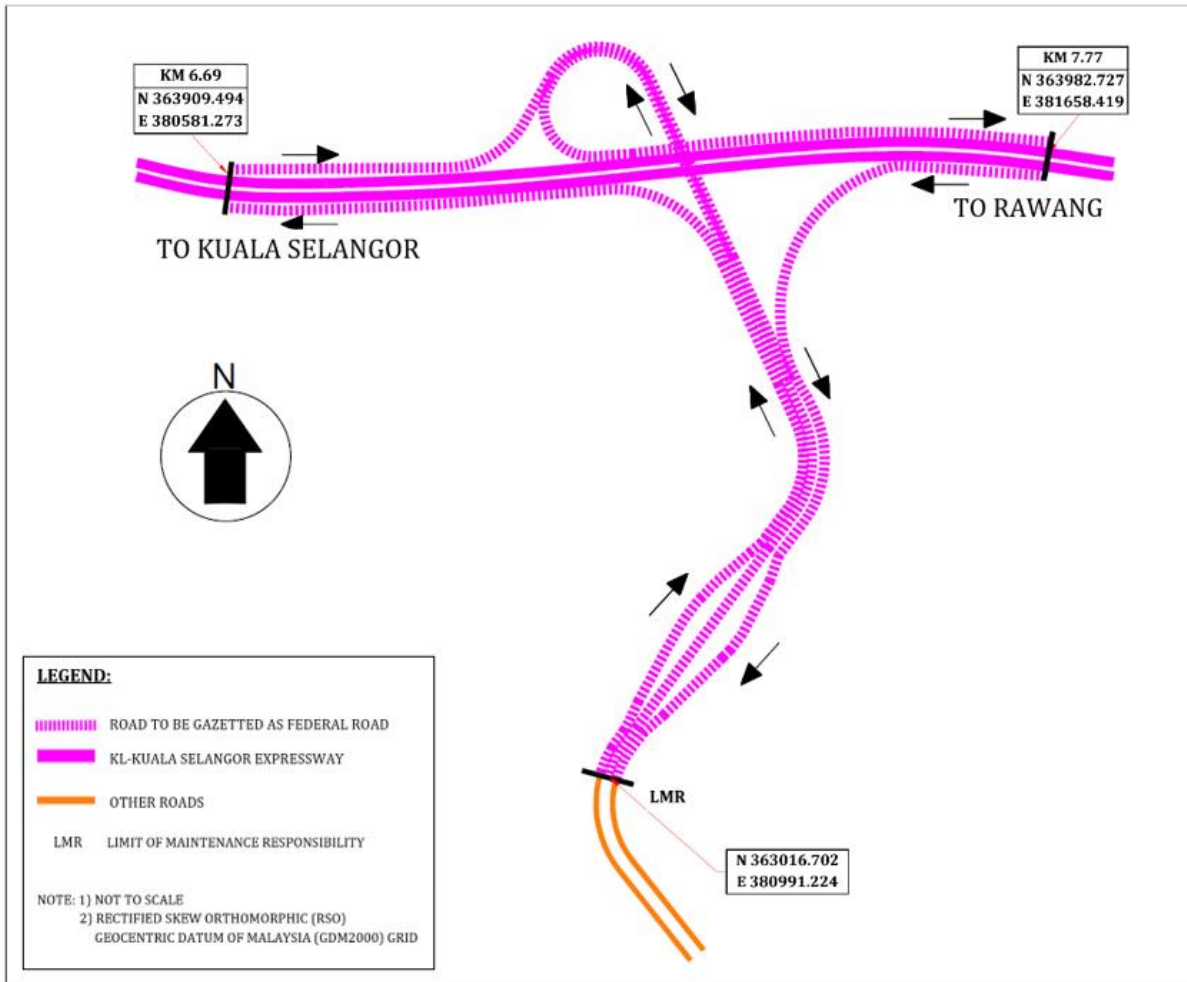 KM 6.69
N 363909.494
E 380581.273
KM 7.77
N 363982.727
E 381658.419
TO KUALA SELANGOR
TO RAWANG
N
LMR
N 363016.702
E 380991.224
LEGEND:
ROAD TO BE GAZETTED AS FEDERAL ROAD
KL-KUALA SELANGOR EXPRESSWAY
OTHER ROADS
LMR LIMIT OF MAINTENANCE RESPONSIBILITY
NOTE: 1) NOT TO SCALE
2) RECTIFIED SKEW ORTHOMORPHIC (RSO)
GEOCENTRIC DATUM OF MALAYSIA (GDM2000) GRID